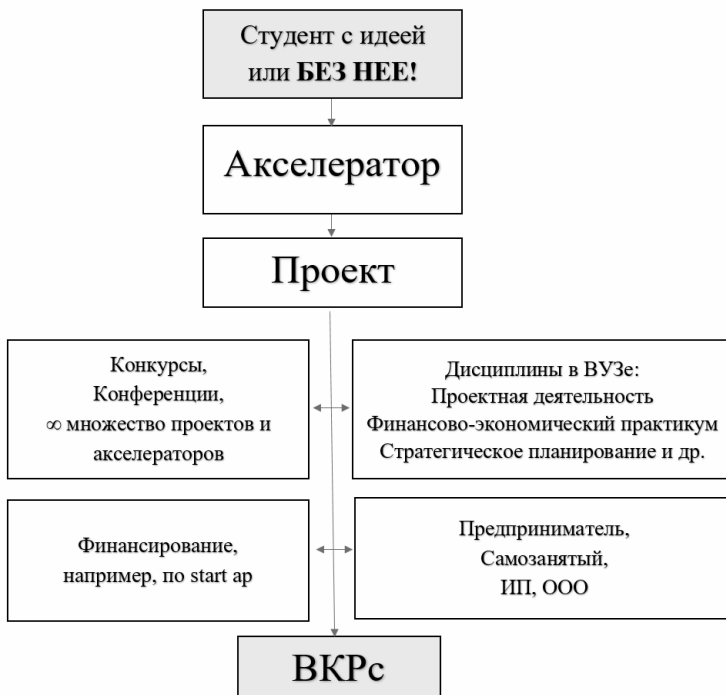 Студент с идеей
или БЕЗ НЕЕ!
Акселератор
Проект
Конкурсы,
Конференции,
∞ множество проектов и
акселераторов
Дисциплины в ВУЗе:
Проектная деятельность
Финансово-экономический практикум
Стратегическое планирование и др.
Финансирование,
например, по start ap
Предприниматель,
Самозанятый,
ИП, ООО
ВКРс